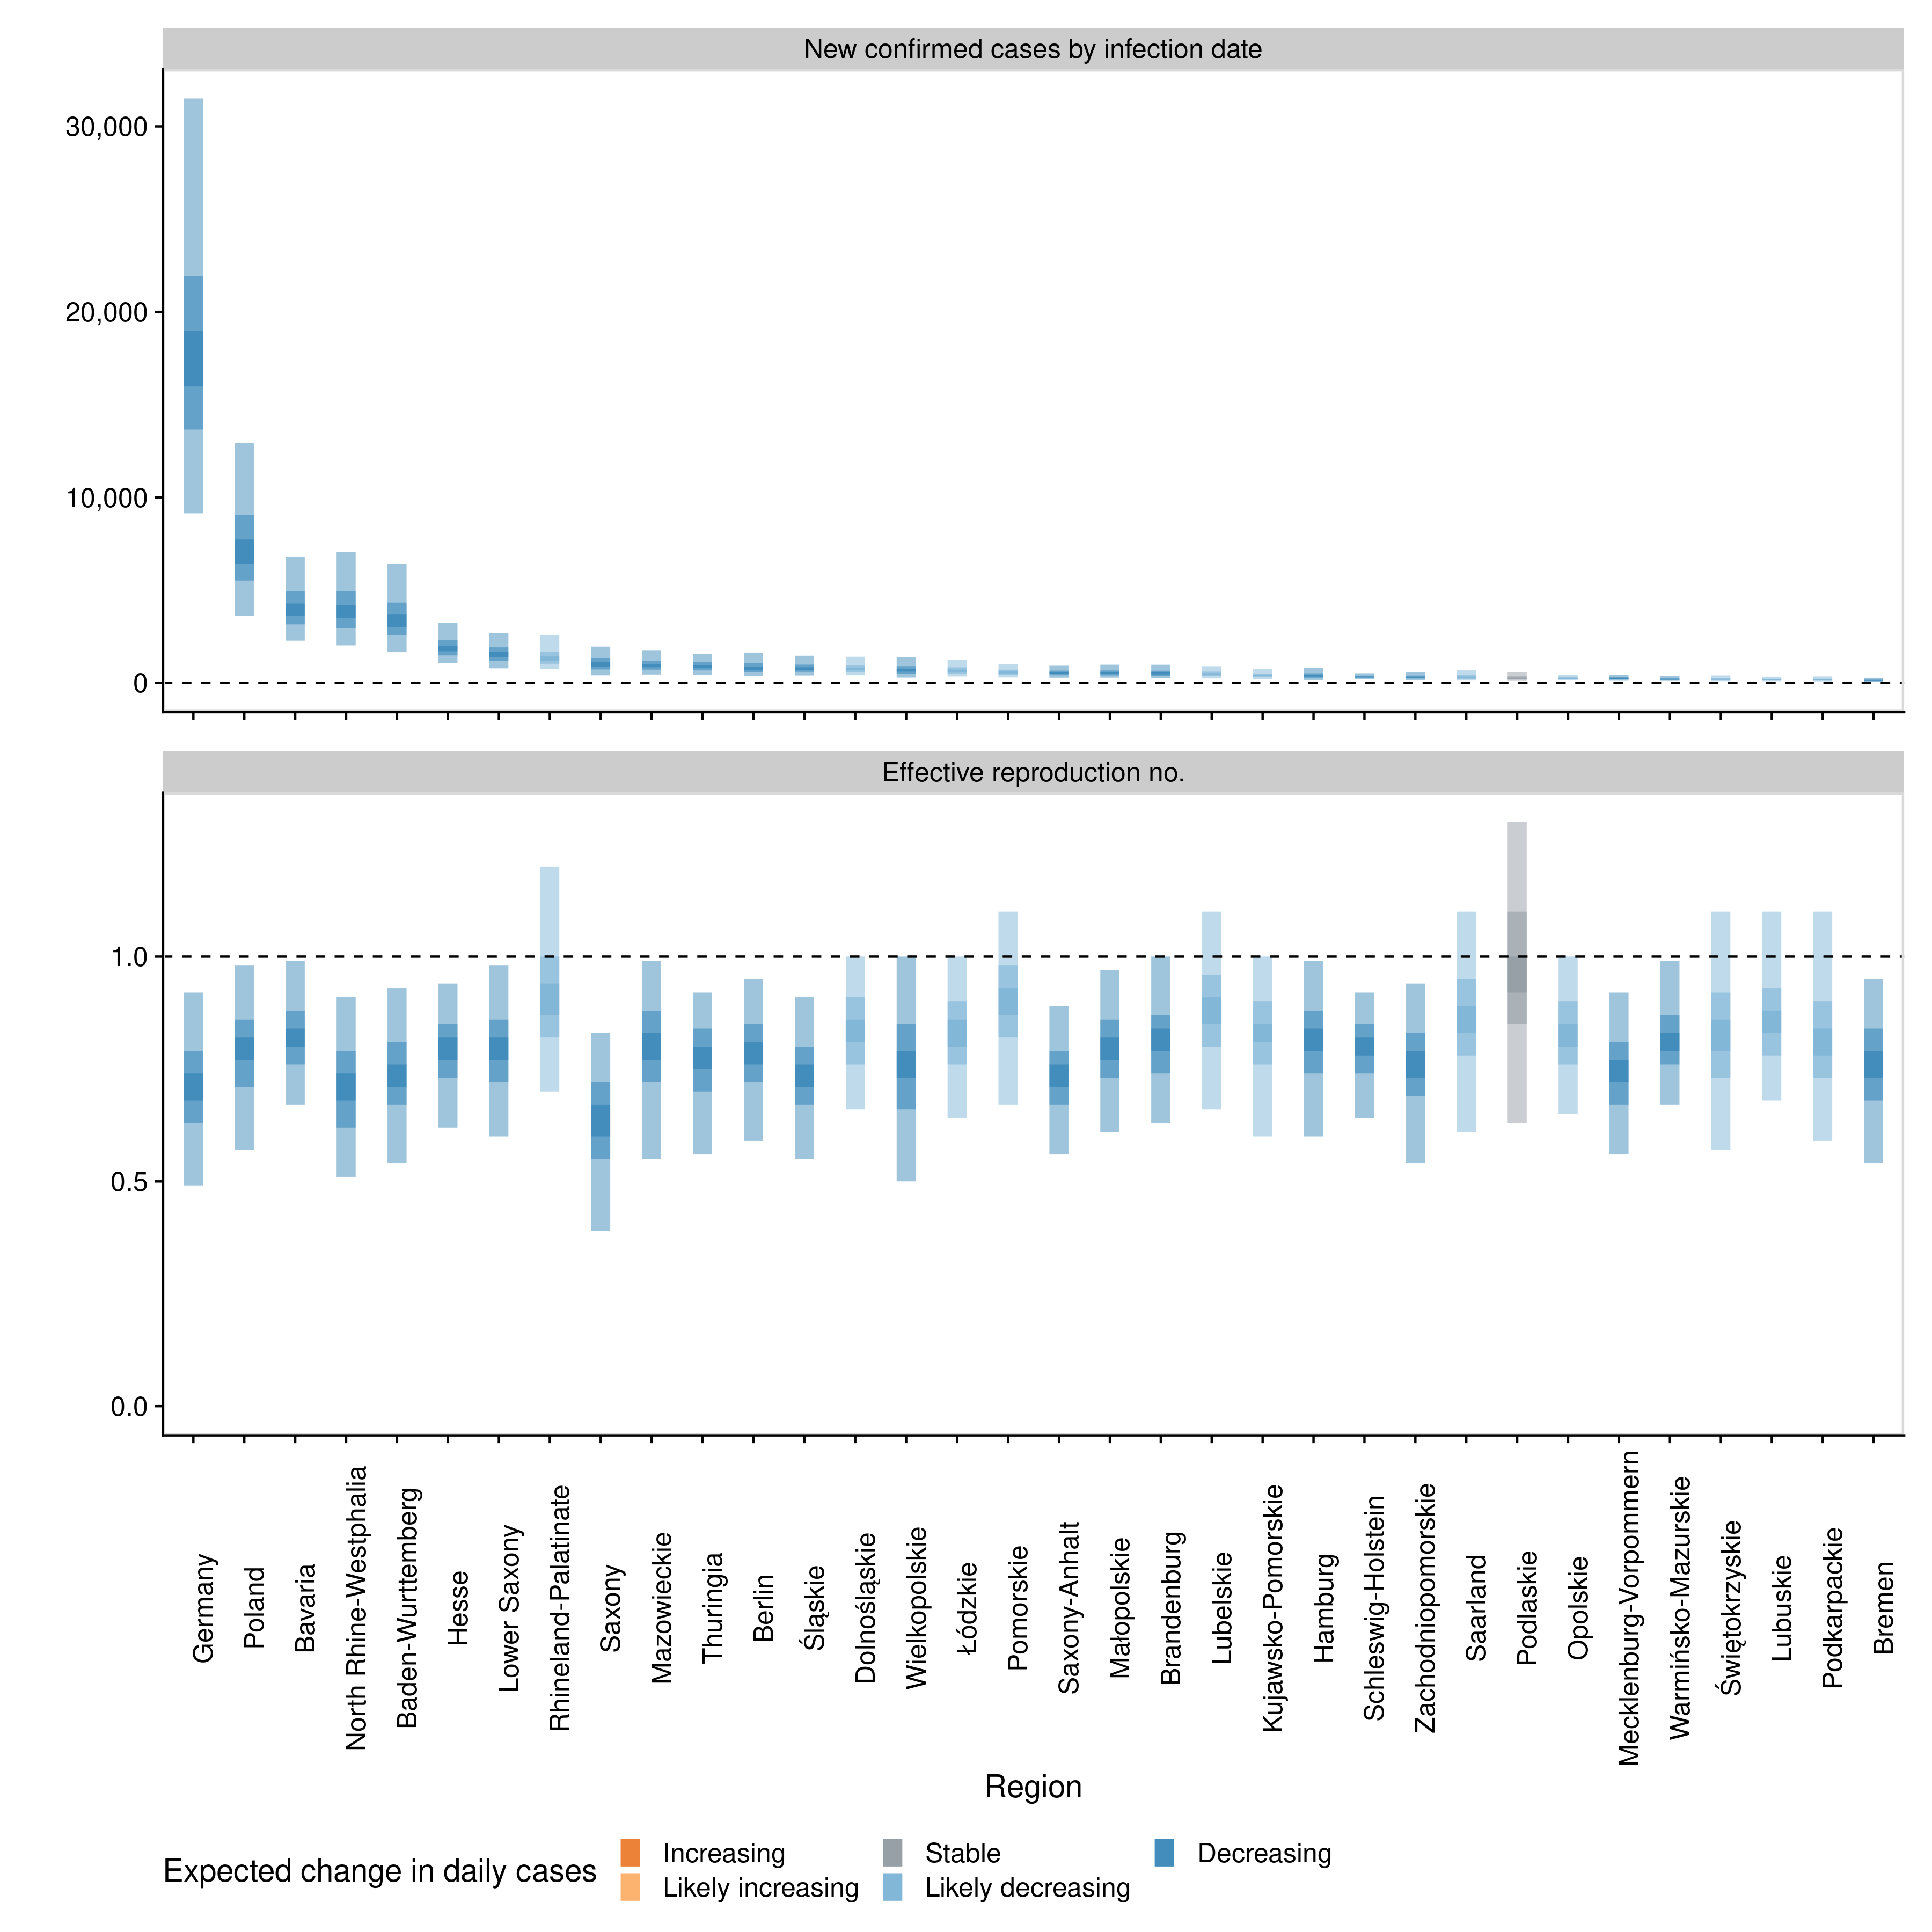 New confirmed cases by infection date
30,000
20,000
10,000
0
Effective reproduction no.
1.0
0.5
0.0
Germany
Poland
Bavaria
North Rhine-Westphalia
Baden-Wurttemberg
Hesse
Lower Saxony
Rhineland-Palatinate
Saxony
Mazowieckie
Thuringia
Berlin
Śląskie
Dolnośląskie
Wielkopolskie
Łódzkie
Pomorskie
Saxony-Anhalt
Małopolskie
Brandenburg
Lubelskie
Kujawsko-Pomorskie
Hamburg
Schleswig-Holstein
Zachodniopomorskie
Saarland
Podlaskie
Opolskie
Mecklenburg-Vorpommern
Warmińsko-Mazurskie
Świętokrzyskie
Lubuskie
Podkarpackie
Bremen
Region
Expected change in daily cases
Increasing
Likely increasing
Stable
Likely decreasing
Decreasing